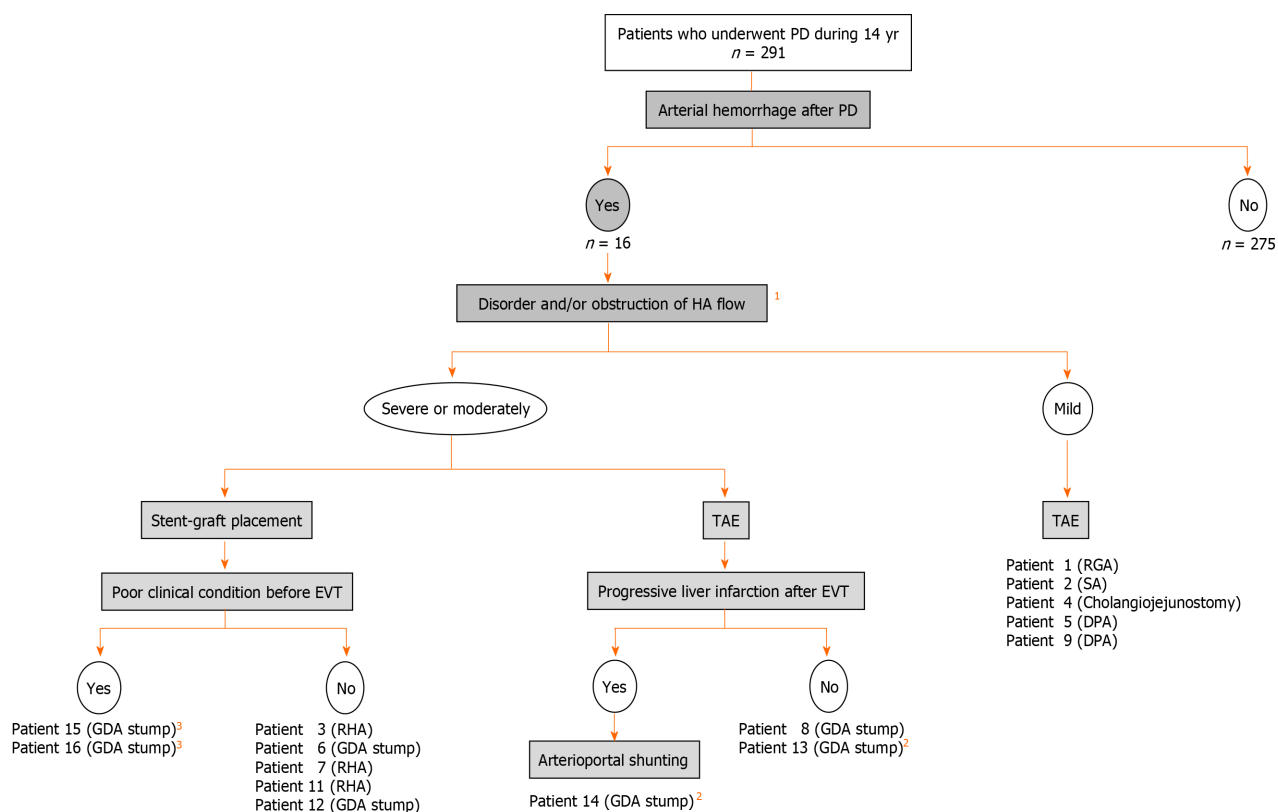 Patients who underwent PD during 14 yr
n = 291
Arterial hemorrhage after PD
Yes
No
n = 16
n = 275
Disorder and/or obstruction of HA flow 1
Severe or moderately
Mild
Stent-graft placement
TAE
TAE
Poor clinical condition before EVT
Progressive liver infarction after EVT
Patient 1 (RGA)
Patient 2 (SA)
Patient 4 (Cholangiojejunostomy)
Patient 5 (DPA)
Patient 9 (DPA)
Yes
No
Yes
No
Patient 15 (GDA stump)3
Patient 16 (GDA stump)3
Patient 3 (RHA)
Patient 6 (GDA stump)
Patient 7 (RHA)
Patient 11 (RHA)
Patient 12 (GDA stump)
Patient 8 (GDA stump)
Patient 13 (GDA stump)2
Arterioportal shunting
Patient 14 (GDA stump)2